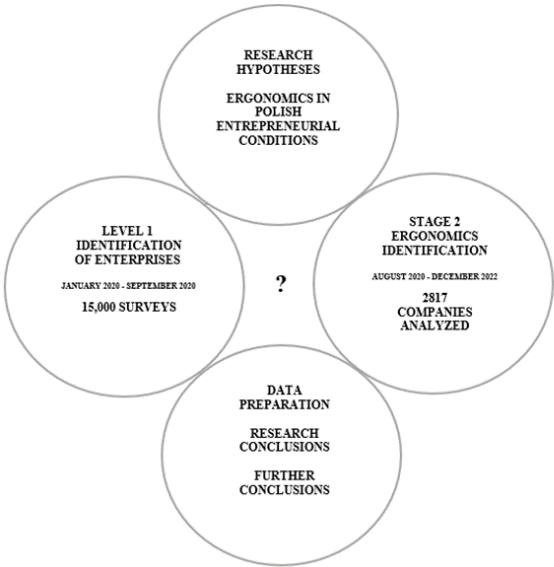 RESEARCH
HYPOTHESES
ERGONOMICS IN
POLISH
ENTREPRENEURIAL
CONDITIONS
LEVEL 1
IDENTIFICATION
OF ENTERPRISES
JANUARY 2020 - SEPTEMBER 2020
15,000 SURVEYS
?
STAGE 2
ERGONOMICS
IDENTIFICATION
AUGUST 2020 - DECEMBER 2022
2817
COMPANIES
ANALYZED
DATA
PREPARATION
RESEARCH
CONCLUSIONS
FURTHER
CONCLUSIONS